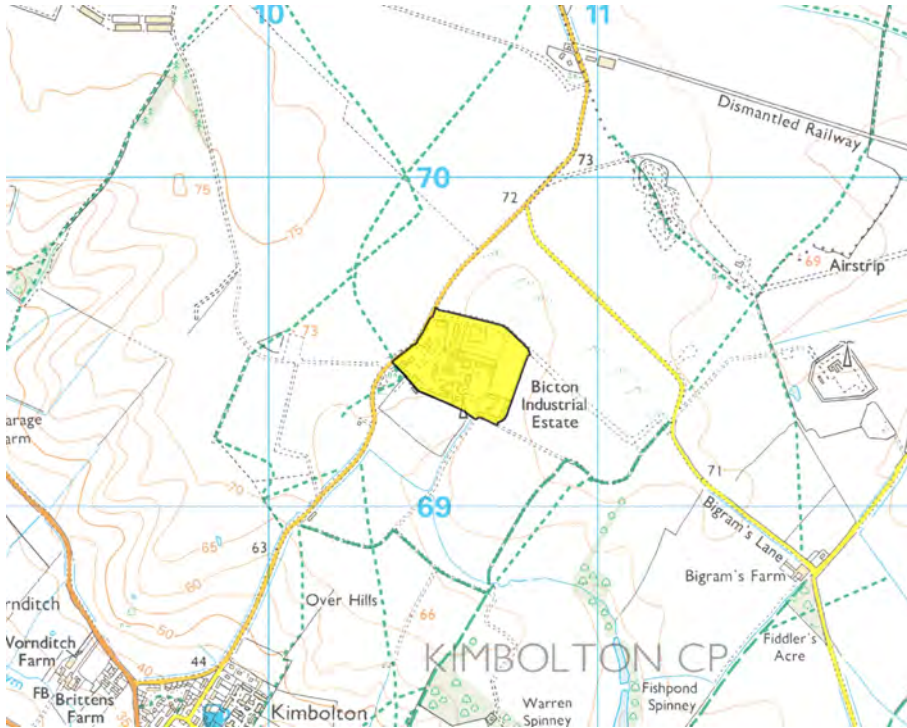 10
11
Dismantled Railway
73
70
75
72
75
69
Airstrip
73
Bicton
Industrial
Estate
arage
arm
70
71
69
Bigram's Lane
65
63
60
Bigram's Farm
Over Hills
rnditch
50
66
Fiddler's
Acre
Vornditch
Farm
44
KIMBOLTON CP
40
FB
Brittens
Farm
Kimbolton
Warren
Spinney
Fishpond
Spinney